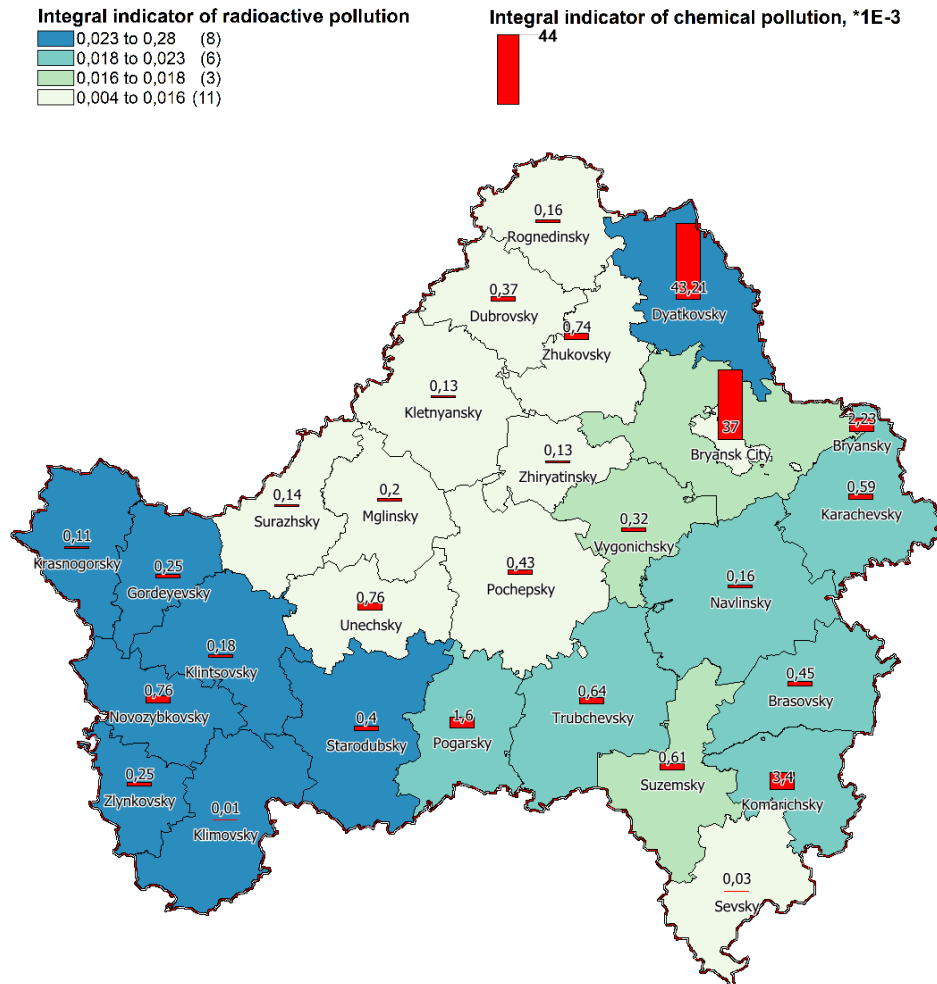 Integral indicator of radioactive pollution
0,023 to 0,28 (8)
0,018 to 0,023 (6)
0,016 to 0,018 (3)
0,004 to 0,016 (11)
Integral indicator of chemical pollution, *1E-3
44
0,16
Rognedinsky
43,21
Dyatkovsky
0,37
Dubrovsky
0,74
Zhukovsky
0,13
Kletnyansky
37
Bryansk City
2,23
Bryansky
0,13
Zhiryatinsky
0,59
Karachevsky
0,14
Surazhsky
0,2
Mglinsky
0,32
Vygonichsky
0,11
Krasnogorsky
0,25
Gordeyevsky
0,43
Pochepsky
0,16
Navlinsky
0,76
Unechsky
0,18
Klintsovsky
0,76
Novozybkovsky
0,4
Starodubsky
1,6
Pogarsky
0,64
Trubchevsky
0,45
Brasovsky
0,25
Zlynkovsky
0,01
Klimovsky
0,61
Suzemsky
3,4
Komarichsky
0,03
Sevsky